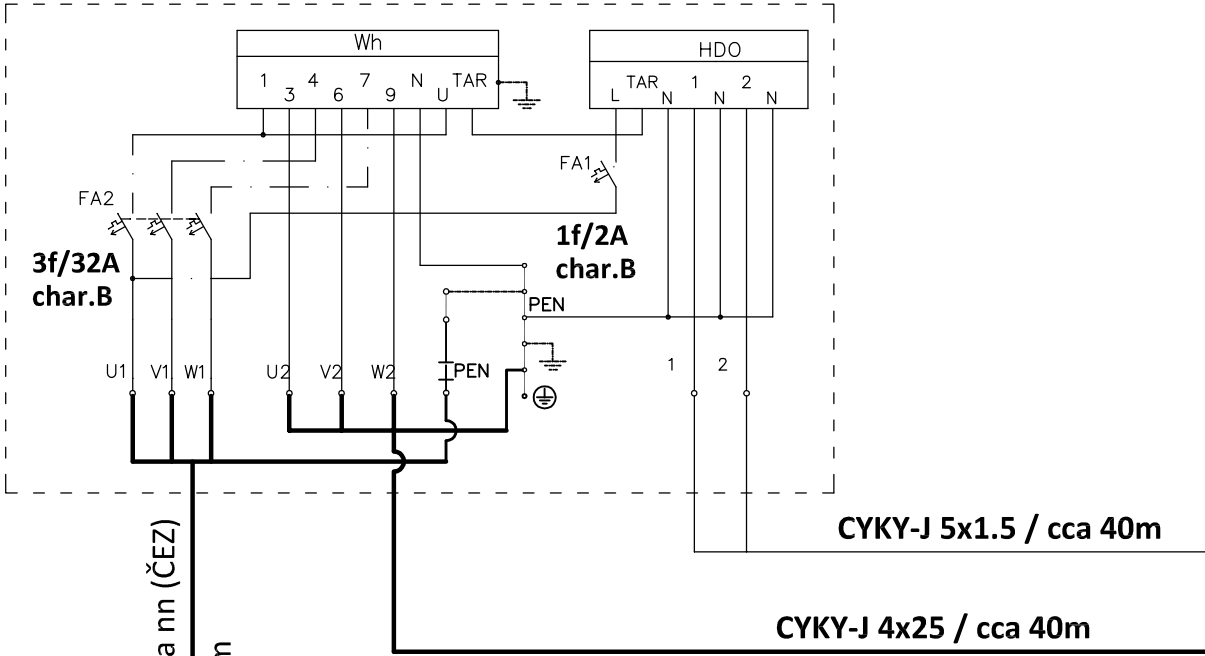 Wh
HDO
1 4 7 N TAR
3 6 9 U
TAR 1 2
L N N N
FA1
FA2
1f/2A
char.B
3f/32A
char.B
PEN
U1 V1 W1 U2 V2 W2 PEN 1 2
CYKY-J 5x1.5 / cca 40m
a nn (ČEZ)
m
CYKY-J 4x25 / cca 40m